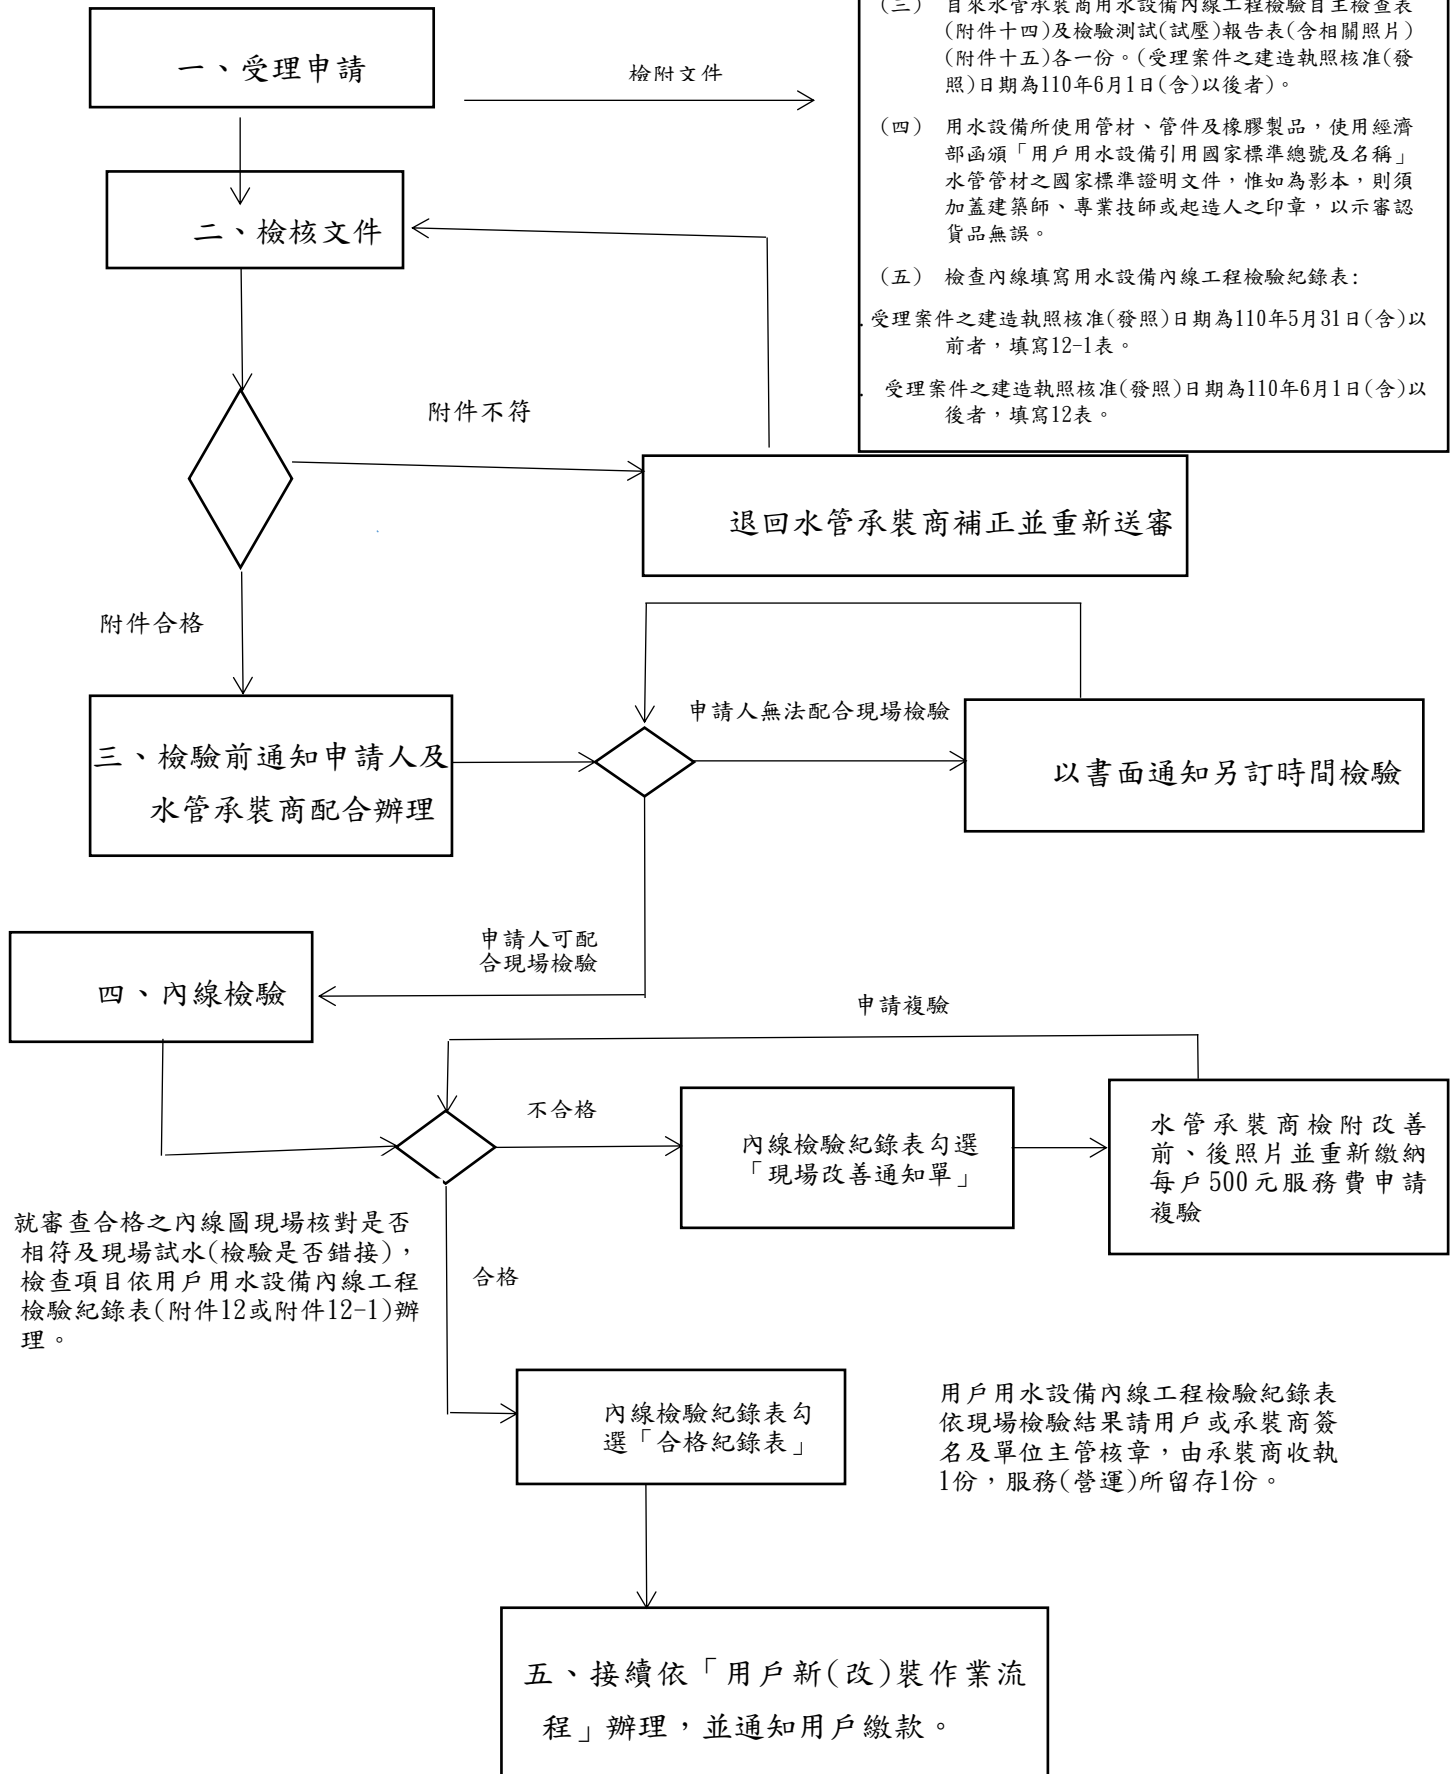 (三) 自來水管承裝商用水設備內線工程檢驗自主檢查表
(附件十四)及檢驗測試(試壓)報告表(含相關照片)
(附件十五)各一份。(受理案件之建造執照核准(發
照)日期為110年6月1日(含)以後者)。
一、受理申請
檢附文件
(四) 用水設備所使用管材、管件及橡膠製品，使用經濟
部函頒「用戶用水設備引用國家標準總號及名稱」
水管管材之國家標準證明文件，惟如為影本，則須
加蓋建築師、專業技師或起造人之印章，以示審認
貨品無誤。
二、檢核文件
(五) 檢查內線填寫用水設備內線工程檢驗紀錄表:
.受理案件之建造執照核准(發照)日期為110年5月31日(含)以
前者，填寫12-1表。
. 受理案件之建造執照核准(發照)日期為110年6月1日(含)以
後者，填寫12表。
附件不符
退回水管承裝商補正並重新送審
附件合格
三、檢驗前通知申請人及
水管承裝商配合辦理
申請人無法配合現場檢驗
以書面通知另訂時間檢驗
申請人可配
合現場檢驗
四、內線檢驗
申請複驗
不合格
內線檢驗紀錄表勾選
「現場改善通知單」
水管承裝商檢附改善
前、後照片並重新繳納
每戶500元服務費申請
複驗
就審查合格之內線圖現場核對是否
相符及現場試水(檢驗是否錯接)，
檢查項目依用戶用水設備內線工程
檢驗紀錄表(附件12或附件12-1)辦
理。
合格
內線檢驗紀錄表勾
選「合格紀錄表」
用戶用水設備內線工程檢驗紀錄表
依現場檢驗結果請用戶或承裝商簽
名及單位主管核章，由承裝商收執
1份，服務(營運)所留存1份。
五、接續依「用戶新(改)裝作業流
程」辦理，並通知用戶繳款。